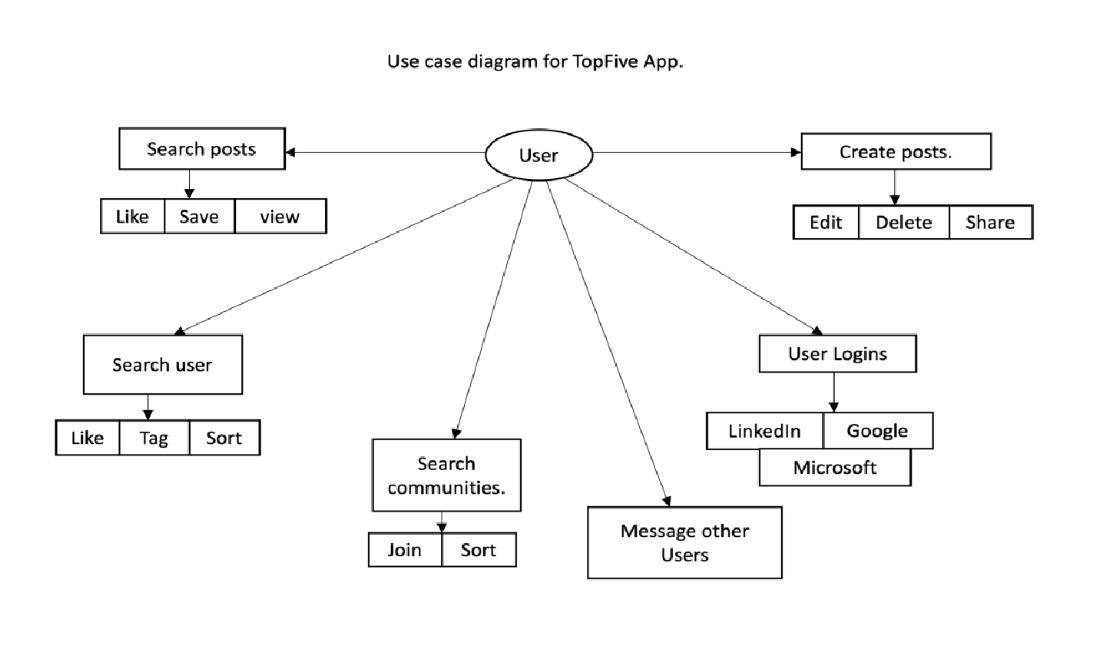 Use case diagram for TopFive App.
Search posts
User
Create posts.
Like Save view
Edit Delete Share
Search user
User Logins
Like Tag Sort
LinkedIn Google
Microsoft
Search
communities.
Join Sort
Message other
Users